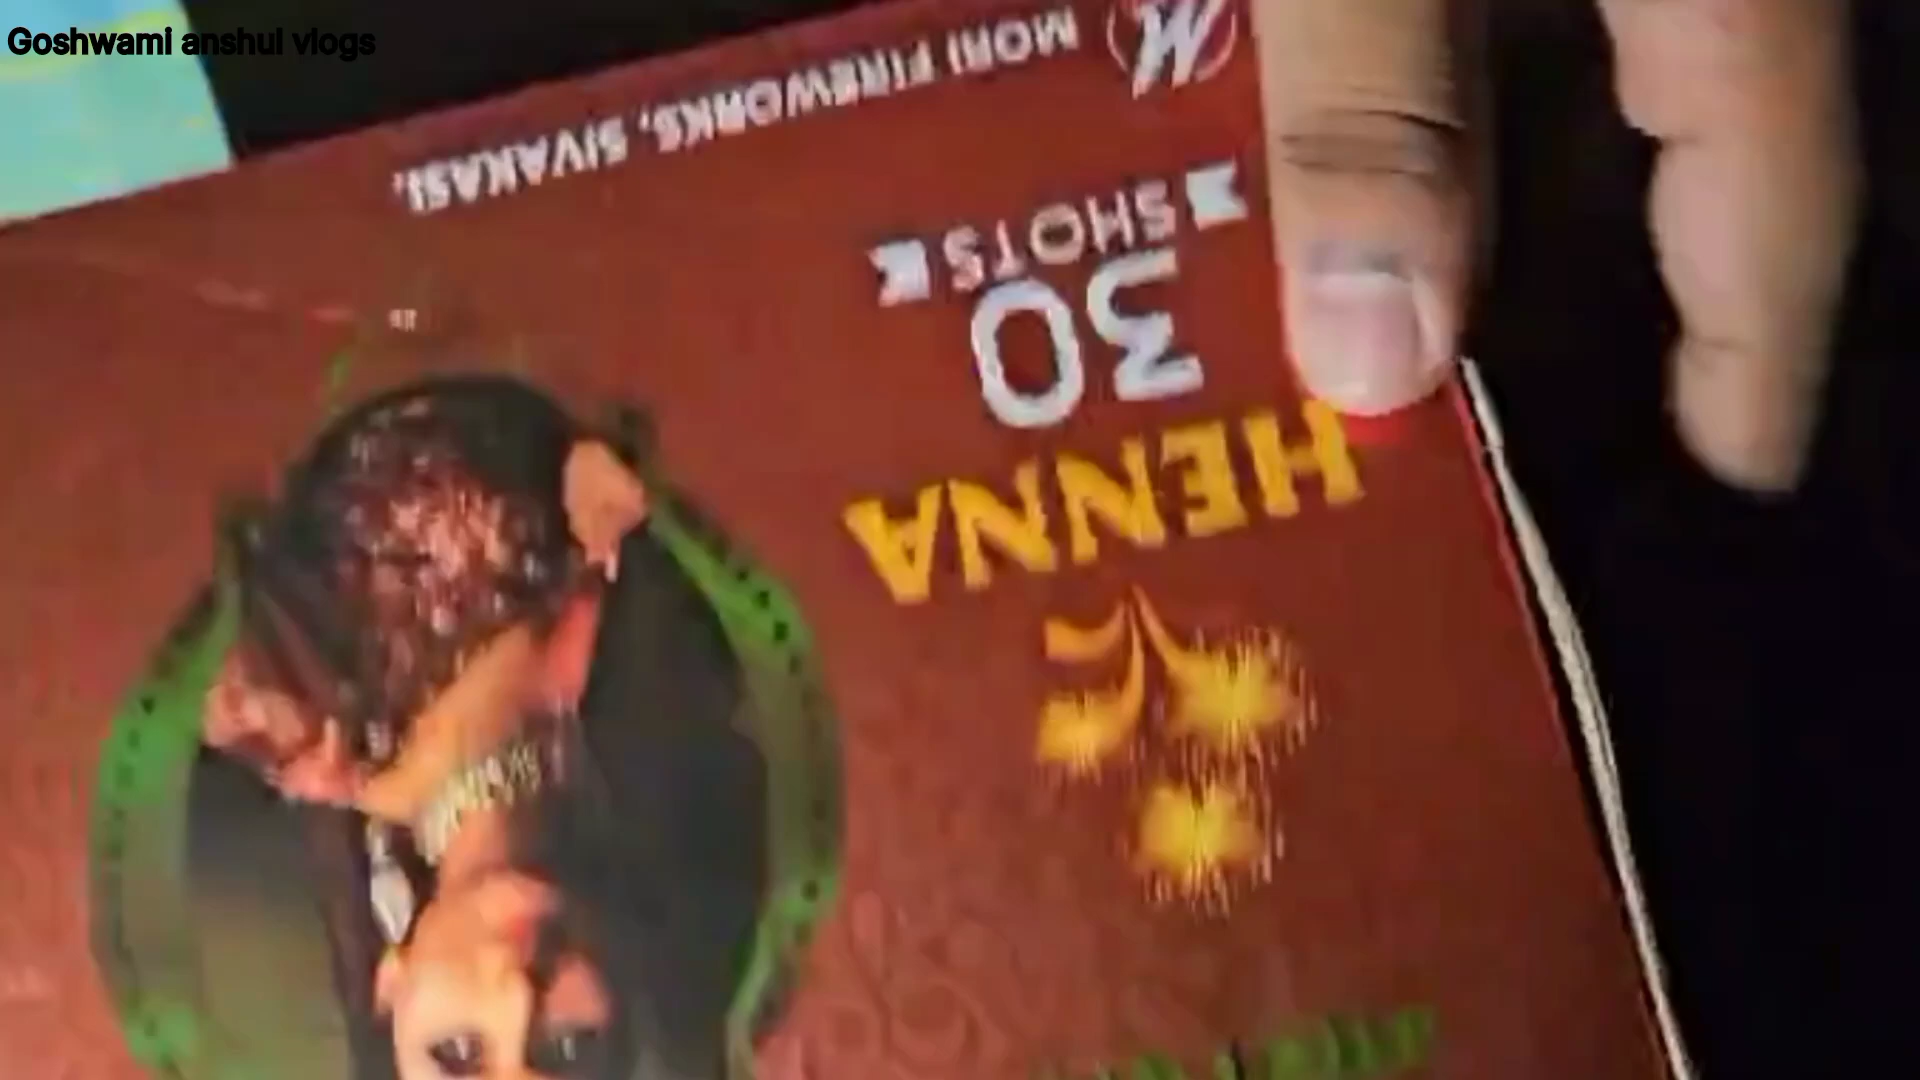 Goshwami anshul vlogs
HENNA
30
SHOTS
MORI FIREWORKS, SIVAKASI.